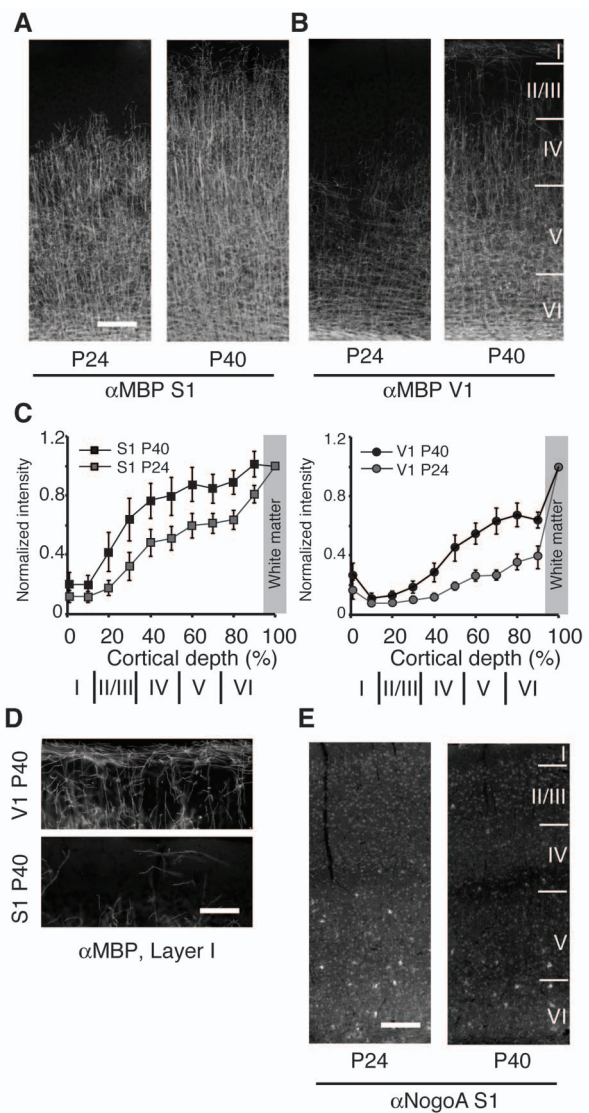 A
B
I
II/III
IV
V
VI
P24
P40
P24
P40
αMBP S1
αMBP V1
C
1.2
0.8
0.4
0
Normalized intensity
S1 P40
S1 P24
White matter
0 20 40 60 80 100
Cortical depth (%)
I II/III IV V VI
1.2
0.8
0.4
0
Normalized intensity
V1 P40
V1 P24
White matter
0 20 40 60 80 100
Cortical depth (%)
I II/III IV V VI
D
V1 P40
S1 P40
αMBP, Layer I
E
I
II/III
IV
V
VI
P24
P40
αNogoA S1